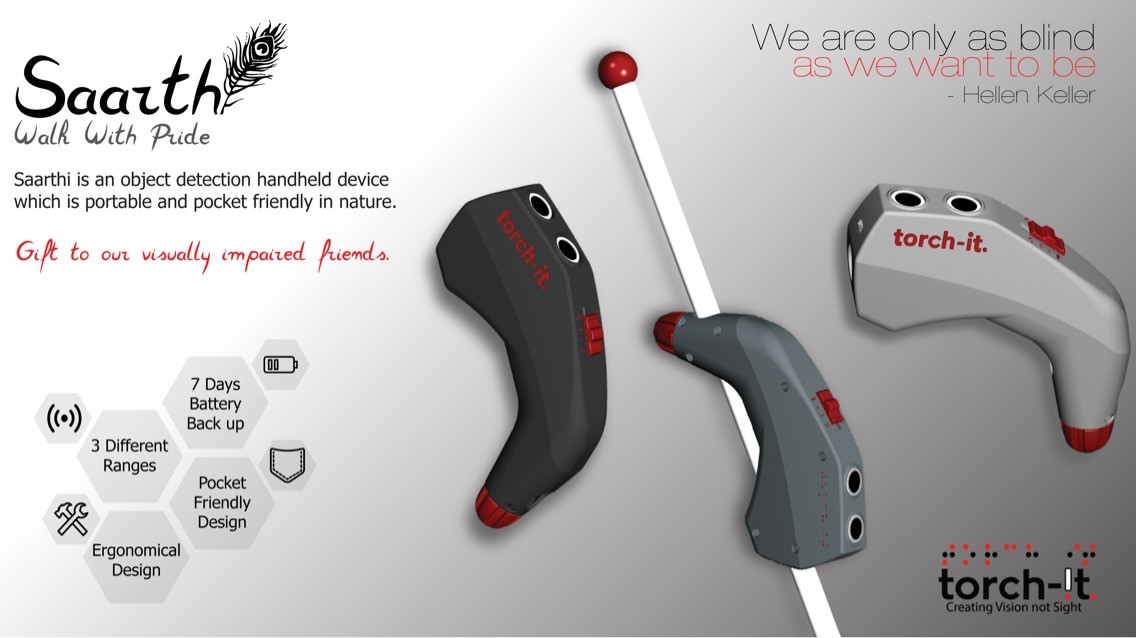 Saarthi
Walk With Pride
Saarthi is an object detection handheld device
which is portable and pocket friendly in nature.
Gift to our visually impaired friends.
7 Days
Battery
Back up
3 Different
Ranges
Pocket
Friendly
Design
Ergonomical
Design
We are only as blind
as we want to be
- Hellen Keller
torch-it.
torch-it.
torch-it.
Creating Vision not Sight